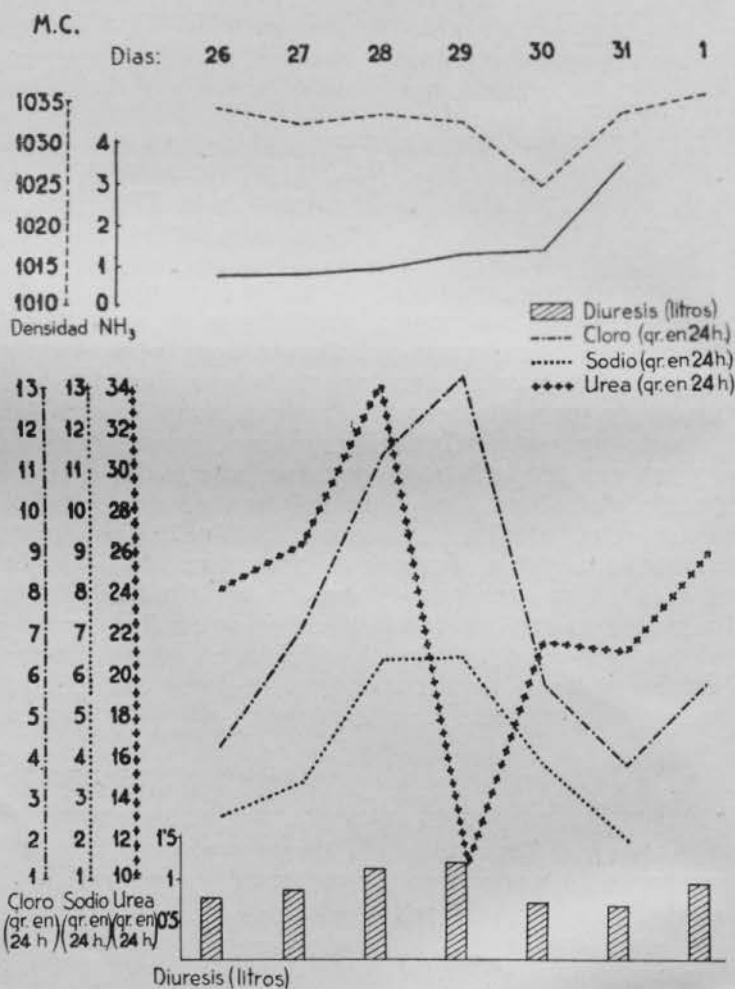 M.C.
Dias: 26 27 28 29 30 31 1
1035
1030 4
1025 3
1020 2
1015 1
1010 0
Densidad NH₃
Diuresis (litros)
Cloro (gr. en 24h.)
Sodio (gr. en 24h.)
Urea (gr. en 24h)
13 13 34
12 12 32
11 11 30
10 10 28
9 9 26
8 8 24
7 7 22
6 6 20
5 5 18
4 4 16
3 3 14
2 2 12 1'5
1 1 10 1
0'5
Cloro Sodio Urea
(gr. en 24 h) (gr. en 24 h.) (gr. en 24 h)
Diuresis (litros)